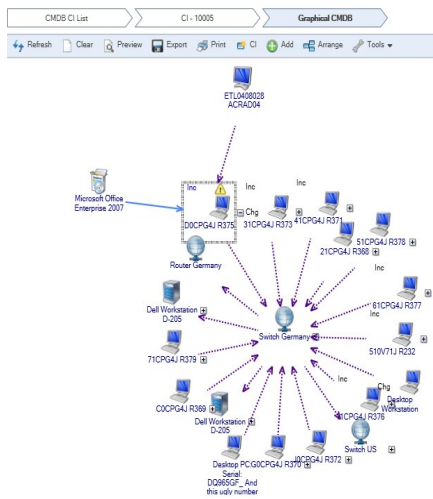 CMDB CI List
CI - 10005
Graphical CMDB
Refresh
Clear
Preview
Export
Print
CI
Add
Arrange
Tools
ETL0408028
ACRAD04
Microsoft Office
Enterprise 2007
Inc
D0CPG4J R375
Inc
Chg
31CPG4J R373
Inc
41CPG4J R371
21CPG4J R368
51CPG4J R378
Router Germany
Inc
61CPG4J R377
Dell Workstation
D-205
Inc
Switch Germany
510V71J R232
71CPG4J R379
Inc
Chg
Desktop
Workstation
C0CPG4J R369
Dell Workstation
D-205
1CPG4J R376
Switch US
Desktop PC:
Serial:
DQ965GF_ And
this ugly number
G0CPG4J R370
J0CPG4J R372